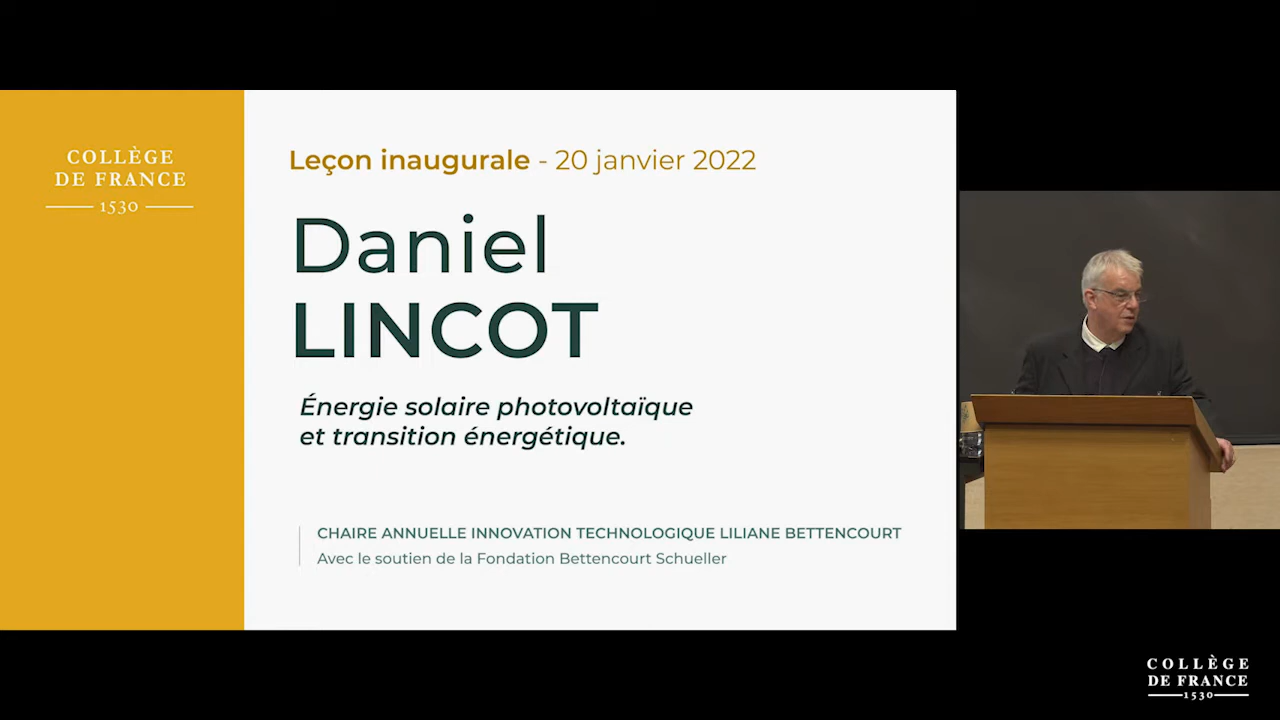 COLLÈGE
DE FRANCE
1530
Leçon inaugurale - 20 janvier 2022
Daniel
LINCOT
Énergie solaire photovoltaïque
et transition énergétique.
CHAIRE ANNUELLE INNOVATION TECHNOLOGIQUE LILIANE BETTENCOURT
Avec le soutien de la Fondation Bettencourt Schueller
COLLÈGE
DE FRANCE
1530